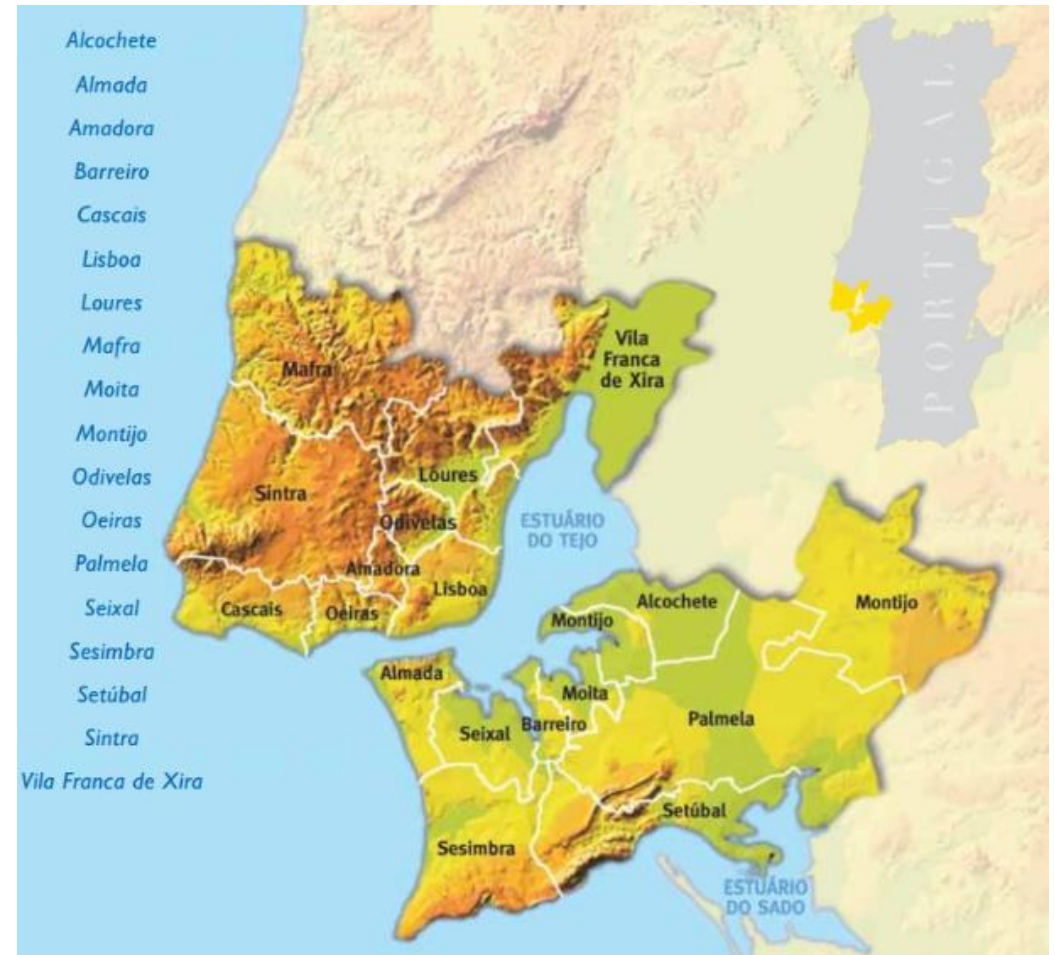 Alcochete
Almada
Amadora
Barreiro
Cascais
Lisboa
Loures
Mafra
Moita
Montijo
Odivelas
Oeiras
Palmela
Seixal
Sesimbra
Setúbal
Sintra
Vila Franca de Xira
PORTUGAL
Vila
Franca
de Xira
Mafra
Loures
Sintra
Odivelas
ESTUÁRIO
DO TEJO
Amadora
Lisboa
Cascais
Oeiras
Alcochete
Montijo
Montijo
Almada
Moita
Barreiro
Seixal
Palmela
Setúbal
Sesimbra
ESTUÁRIO
DO SADO